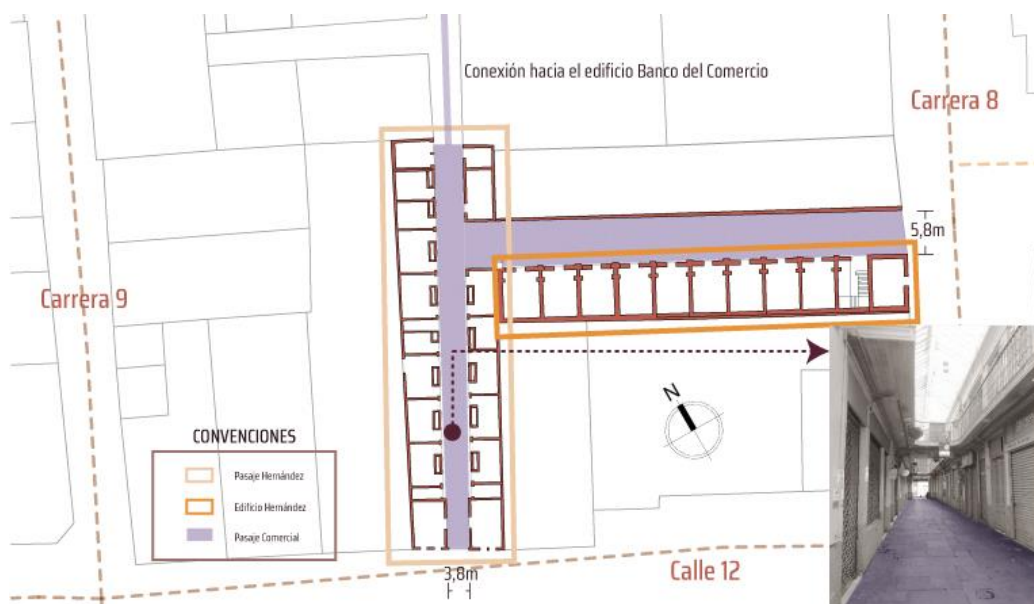 Conexión hacia el edificio Banco del Comercio
Carrera 8
5,8m
Carrera 9
N
CONVENCIONES
Pasaje Hernández
Edificio Hernández
Pasaje Comercial
3,8m
Calle 12